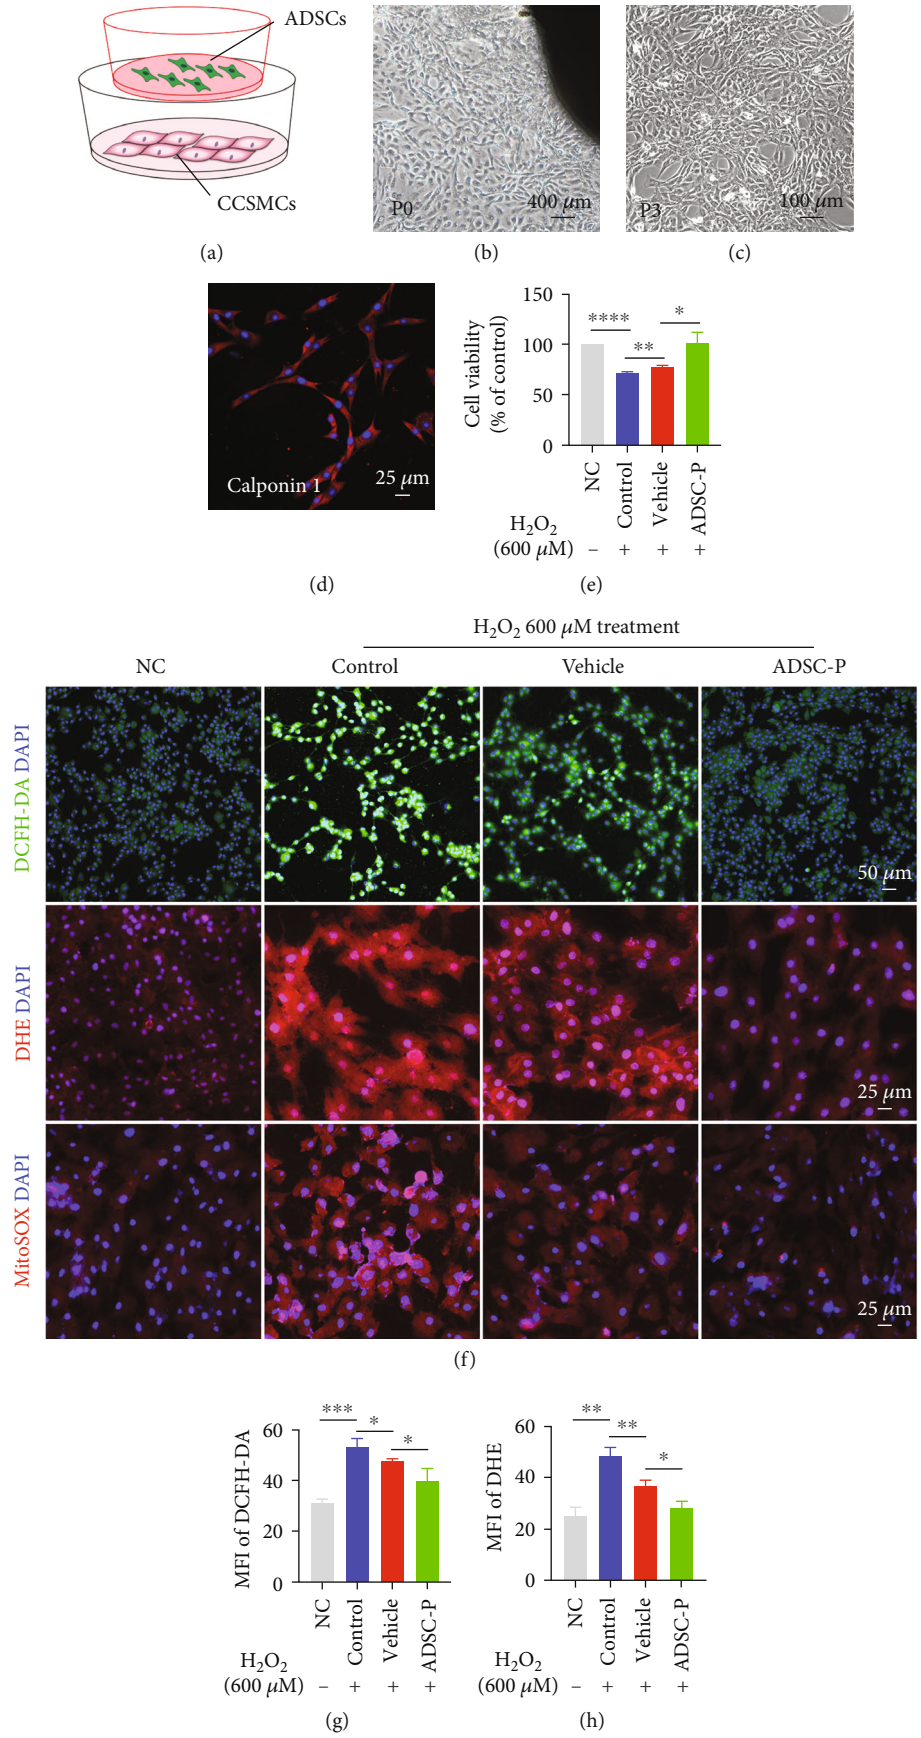 ADSCs
CCSMCs
(a)
P0
400 μm
(b)
P3
100 μm
(c)
Calponin 1
25 μm
(d)
Cell viability
(% of control)
150
100
50
0
****
**
*
NC
Control
Vehicle
ADSC-P
H₂O₂
(600 μM) – + + +
(e)
H₂O₂ 600 μM treatment
NC Control Vehicle ADSC-P
DCFH-DA DAPI
50 μm
DHE DAPI
25 μm
MitoSOX DAPI
25 μm
(f)
MFI of DCFH-DA
60
40
20
0
***
*
*
NC
Control
Vehicle
ADSC-P
H₂O₂
(600 μM) – + + +
(g)
MFI of DHE
60
40
20
0
**
**
*
NC
Control
Vehicle
ADSC-P
H₂O₂
(600 μM) – + + +
(h)